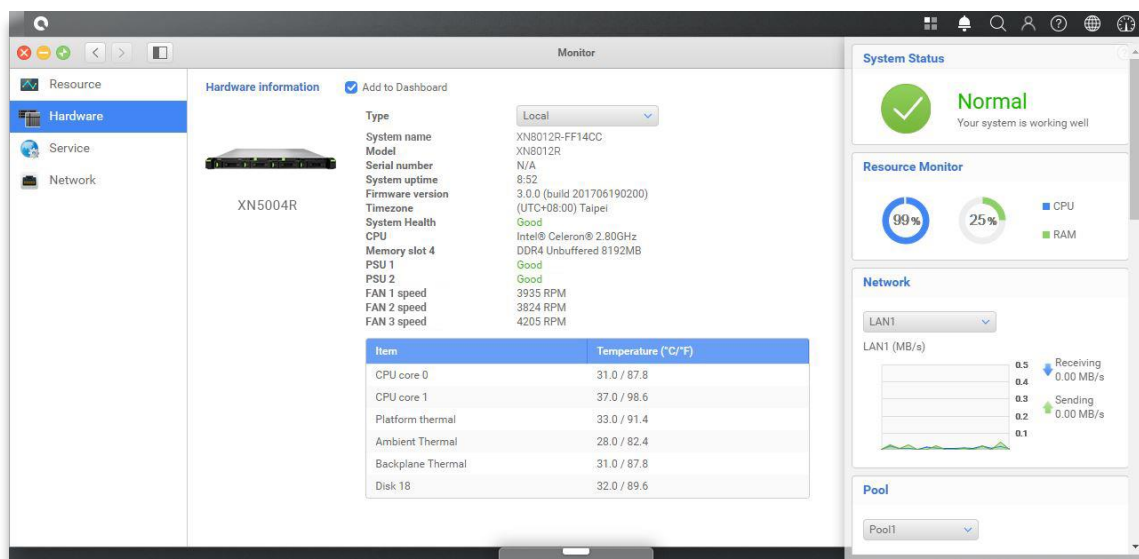 Monitor
Resource
Hardware
Service
Network
Hardware information
Add to Dashboard
XN5004R
Type Local
System name XN8012R-FF14CC
Model XN8012R
Serial number N/A
System uptime 8:52
Firmware version 3.0.0 (build 201706190200)
Timezone (UTC+08:00) Taipei
System Health Good
CPU Intel® Celeron® 2.80GHz
Memory slot 4 DDR4 Unbuffered 8192MB
PSU 1 Good
PSU 2 Good
FAN 1 speed 3935 RPM
FAN 2 speed 3824 RPM
FAN 3 speed 4205 RPM
Item Temperature (°C/°F)
CPU core 0 31.0 / 87.8
CPU core 1 37.0 / 98.6
Platform thermal 33.0 / 91.4
Ambient Thermal 28.0 / 82.4
Backplane Thermal 31.0 / 87.8
Disk 18 32.0 / 89.6
System Status
Normal
Your system is working well
Resource Monitor
99%
25%
CPU
RAM
Network
LAN1
LAN1 (MB/s)
0.5
0.4
0.3
0.2
0.1
Receiving
0.00 MB/s
Sending
0.00 MB/s
Pool
Pool1